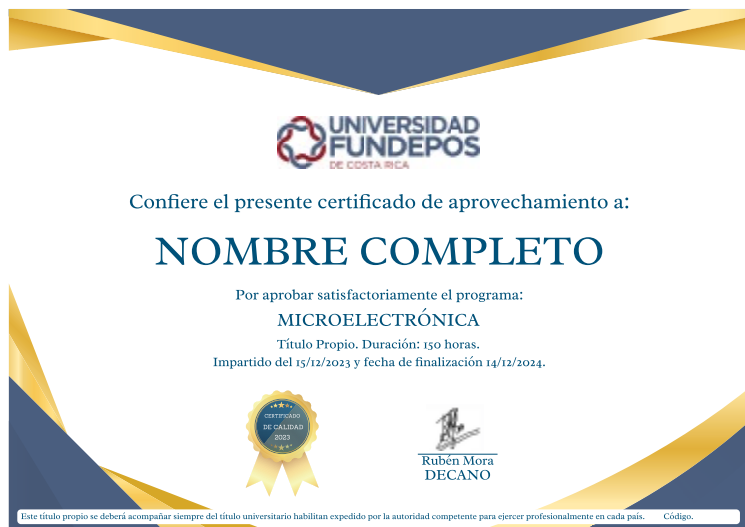 UNIVERSIDAD
FUNDEPOS
DE COSTA RICA
Confiere el presente certificado de aprovechamiento a:
NOMBRE COMPLETO
Por aprobar satisfactoriamente el programa:
MICROELECTRÓNICA
Título Propio. Duración: 150 horas.
Impartido del 15/12/2023 y fecha de finalización 14/12/2024.
CERTIFICADO
DE CALIDAD
2023
Rubén Mora
DECANO
Este título propio se deberá acompañar siempre del título universitario habilitan expedido por la autoridad competente para ejercer profesionalmente en cada país. Código.